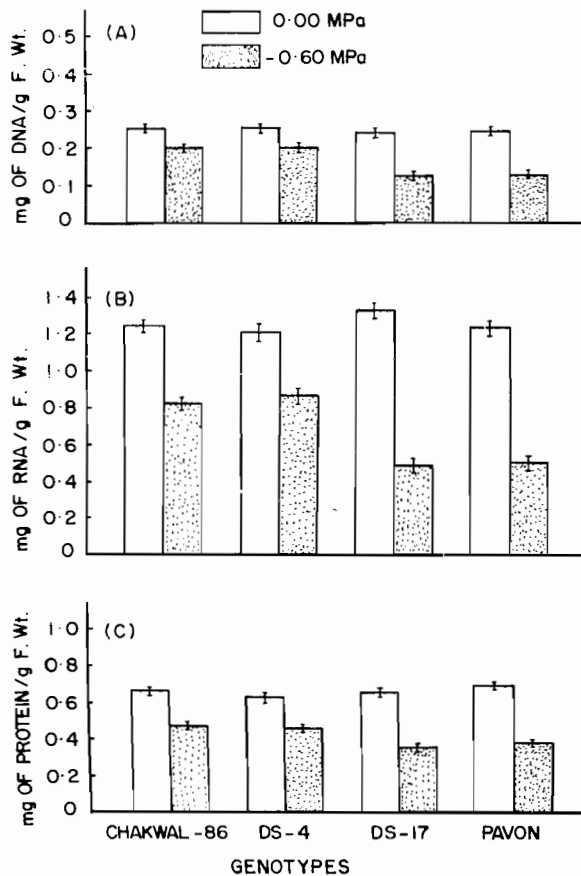 (A)
0·00 MPa
-0·60 MPa
mg OF DNA/g F. Wt.
0·5
0·4
0·3
0·2
0·1
0
(B)
mg OF RNA/g F. Wt.
1·4
1·2
1·0
0·8
0·6
0·4
0·2
0
(C)
mg OF PROTEIN/g F. Wt.
1·0
0·8
0·6
0·4
0·2
0
CHAKWAL-86 DS-4 DS-17 PAVON
GENOTYPES